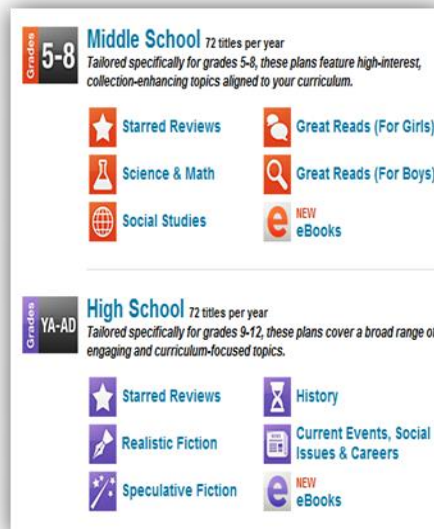 Grades
5-8
Middle School 72 titles per year
Tailored specifically for grades 5-8, these plans feature high-interest,
collection-enhancing topics aligned to your curriculum.
Starred Reviews
Great Reads (For Girls)
Science & Math
Great Reads (For Boys)
Social Studies
e
NEW
eBooks
Grades
YA-AD
High School 72 titles per year
Tailored specifically for grades 9-12, these plans cover a broad range of
engaging and curriculum-focused topics.
Starred Reviews
History
Realistic Fiction
Current Events, Social
Issues & Careers
Speculative Fiction
e
NEW
eBooks